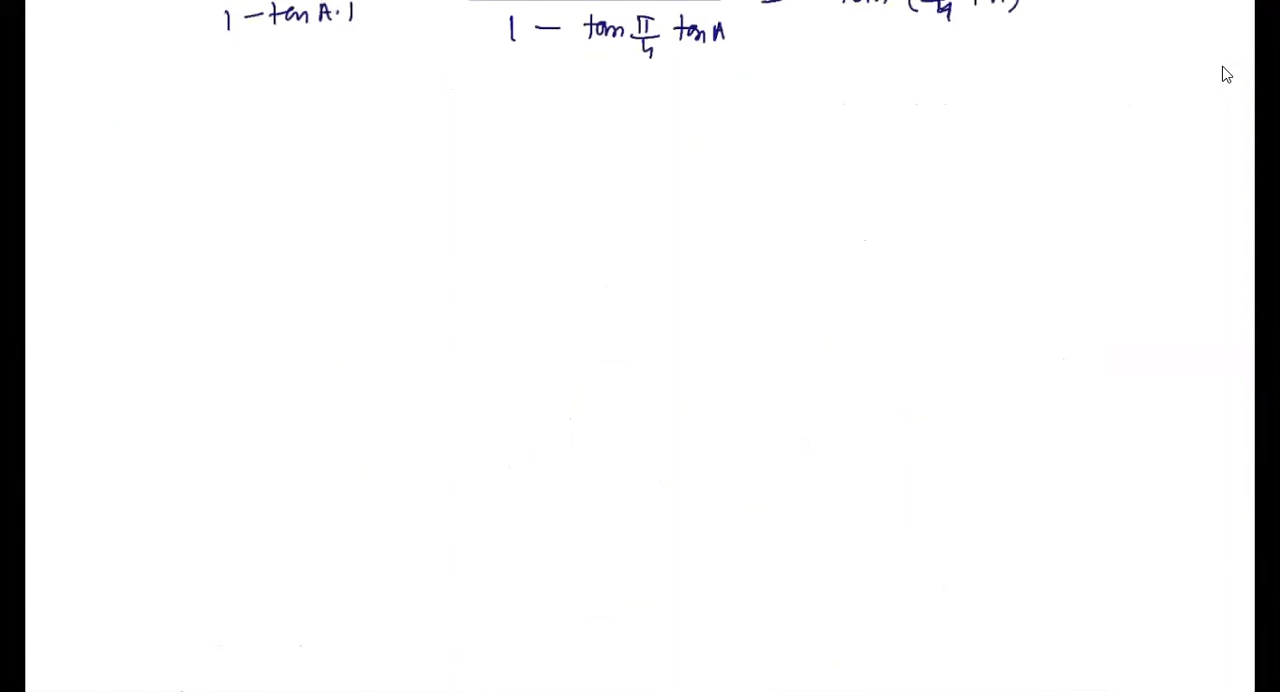 1 - tan A · 1
1 - tan π/4 tan A